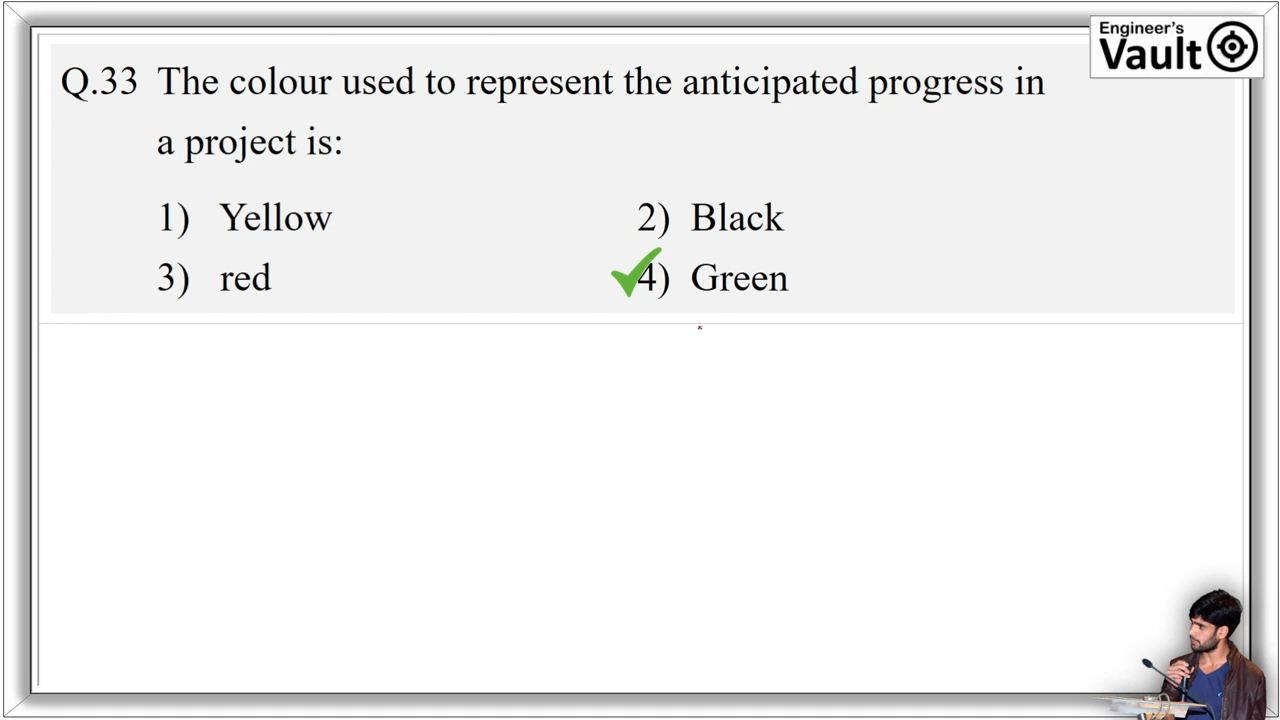 Engineer's
Vault
Q.33 The colour used to represent the anticipated progress in
a project is:
1) Yellow 2) Black
3) red 4) Green